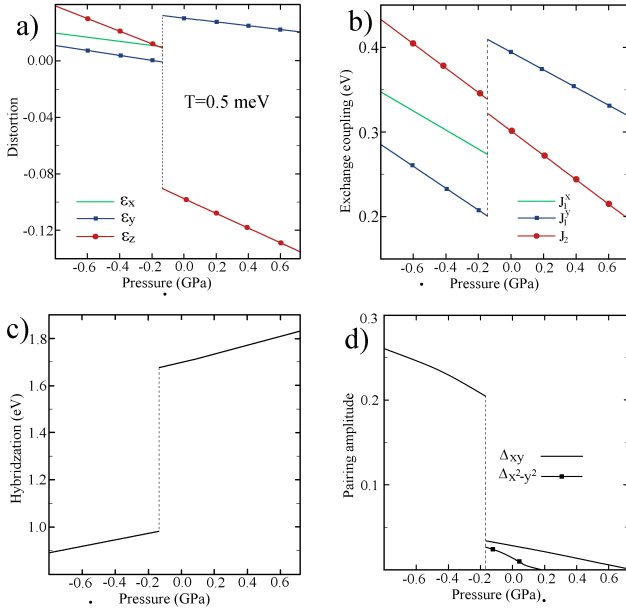 a)
0.00
-0.04
-0.08
-0.12
Distortion
T=0.5 meV
εx
εy
εz
-0.6 -0.4 -0.2 0.0 0.2 0.4 0.6
Pressure (GPa)
b)
0.4
0.3
0.2
Exchange coupling (eV)
J₁ˣ
J₁ʸ
J₂
-0.6 -0.4 -0.2 0.0 0.2 0.4 0.6
Pressure (GPa)
c)
1.8
1.6
1.4
1.2
1.0
Hybridzation (eV)
-0.6 -0.4 -0.2 0.0 0.2 0.4 0.6
Pressure (GPa)
d)
0.3
0.2
0.1
Pairing amplitude
Δxy
Δx²-y²
-0.6 -0.4 -0.2 0.0 0.2 0.4 0.6
Pressure (GPa)